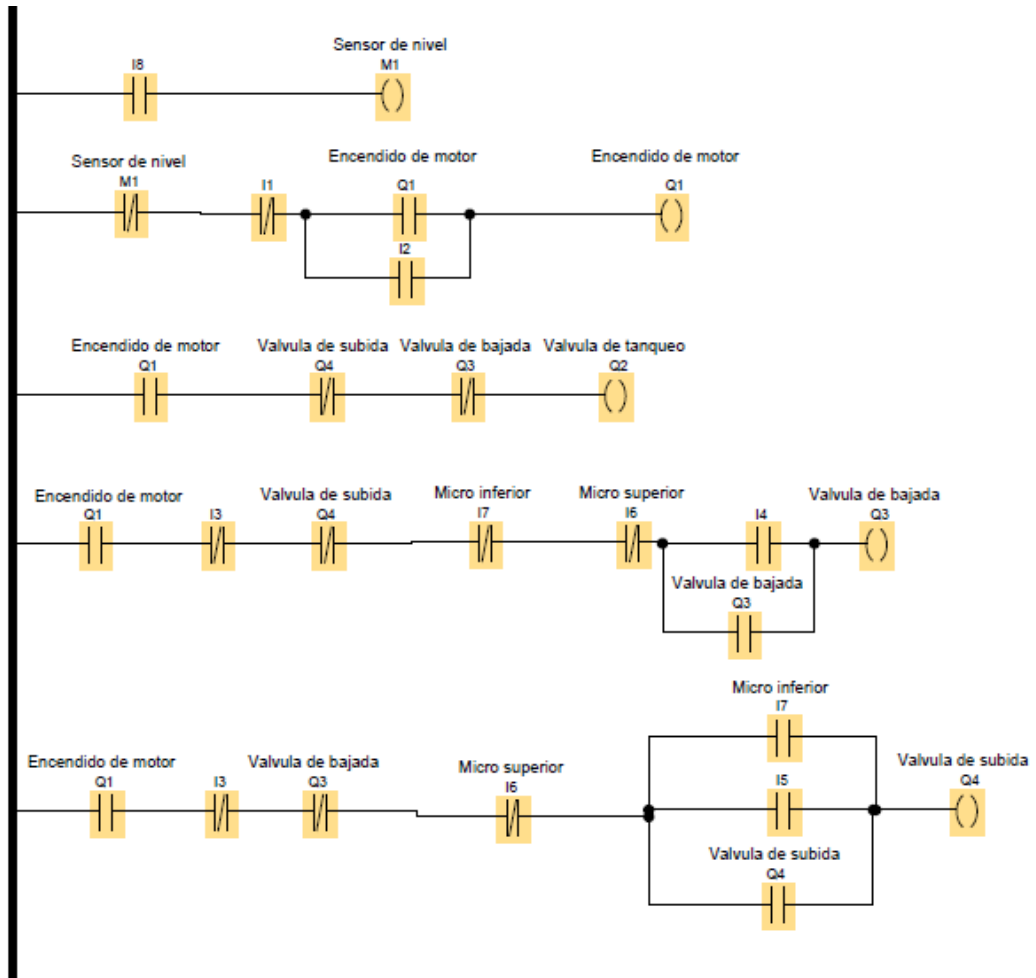 Sensor de nivel
I8 M1
Sensor de nivel Encendido de motor Encendido de motor
M1 I1 Q1 Q1
I2
Encendido de motor Valvula de subida Valvula de bajada Valvula de tanqueo
Q1 Q4 Q3 Q2
Encendido de motor Valvula de subida Micro inferior Micro superior Valvula de bajada
Q1 I3 Q4 I7 I6 I4 Q3
Valvula de bajada
Q3
Micro inferior
I7
Encendido de motor Valvula de bajada Micro superior Valvula de subida
Q1 I3 Q3 I6 I5 Q4
Valvula de subida
Q4